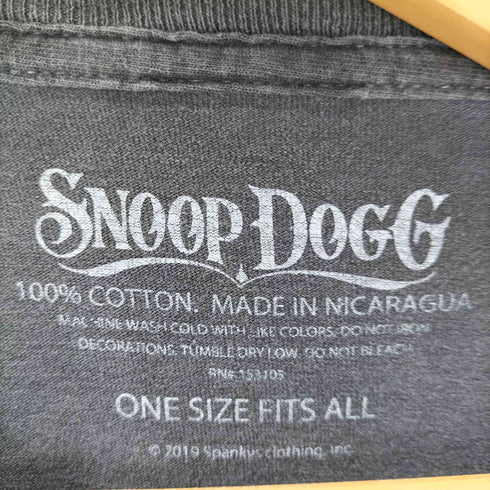 SNOOP DOGG
100% COTTON. MADE IN NICARAGUA
MACHINE WASH COLD WITH LIKE COLORS. DO NOT IRON
DECORATIONS. TUMBLE DRY LOW. DO NOT BLEACH.
RN# 153105
ONE SIZE FITS ALL
© 2019 Spankys clothing, inc.